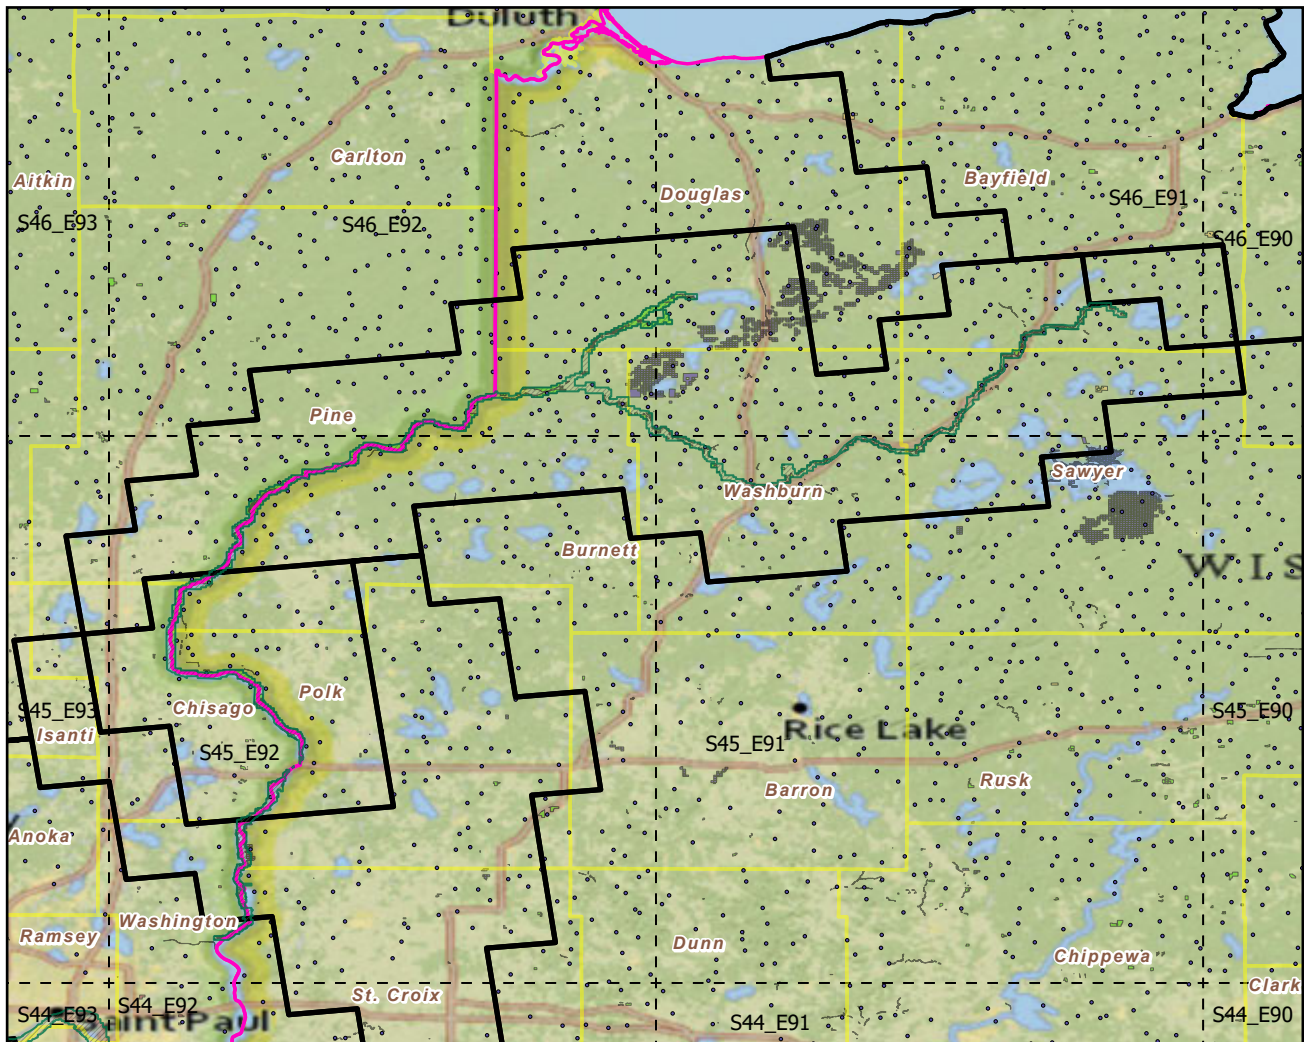 Duluth
Carlton
Aitkin
Bayfield
Douglas
S46_E91
S46_E93
S46_E92
S46_E90
Pine
Sawyer
Washburn
Burnett
WIS
Polk
Chisago
S45_E93
S45_E90
Isanti
Rice Lake
S45_E92
S45_E91
Rusk
Barron
Anoka
Washington
Ramsey
Dunn
Chippewa
Clark
St. Croix
S44_E92
S44_E93
Saint Paul
S44_E91
S44_E90